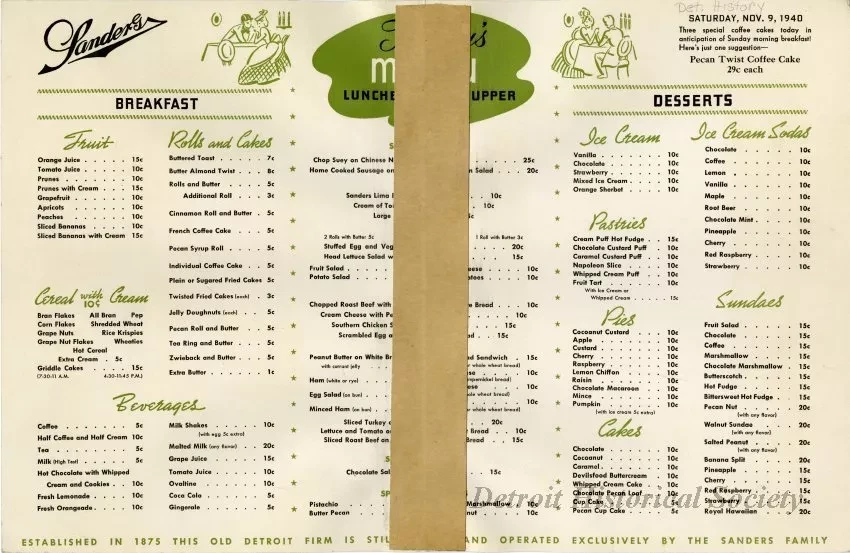 Sanders
Det. History
SATURDAY, NOV. 9, 1940
Three special coffee cakes today in
anticipation of Sunday morning breakfast!
Here's just one suggestion—
Pecan Twist Coffee Cake
29c each
BREAKFAST
Fruit
Orange Juice . . . . . 15c
Tomato Juice . . . . . 10c
Prunes . . . . . 10c
Prunes with Cream . . . 15c
Grapefruit . . . . . 10c
Apricots . . . . . 10c
Peaches . . . . . 10c
Sliced Bananas . . . . 10c
Sliced Bananas with Cream 15c
Cereal with Cream
10c
Bran Flakes All Bran Pep
Corn Flakes Shredded Wheat
Grape Nuts Rice Krispies
Grape Nut Flakes Wheaties
Hot Cereal
Extra Cream . 5c
Griddle Cakes . . . . 15c
(7:30-11 A.M. 4:30-11:45 P.M.)
Rolls and Cakes
Buttered Toast . . . . 7c
Butter Almond Twist . . . 8c
Rolls and Butter . . . . 5c
Additional Roll . . . 3c
Cinnamon Roll and Butter . 5c
French Coffee Cake . . . 5c
Pecan Syrup Roll . . . . 5c
Individual Coffee Cake . . 5c
Plain or Sugared Fried Cakes 5c
Twisted Fried Cakes (each) . 3c
Jelly Doughnuts (each) . . 5c
Pecan Roll and Butter . . 5c
Tea Ring and Butter . . . 5c
Zwieback and Butter . . . 5c
Extra Butter . . . . . 1c
Beverages
Coffee . . . . . 5c
Half Coffee and Half Cream 10c
Tea . . . . . 5c
Milk (High Test) . . . . 5c
Hot Chocolate with Whipped
Cream and Cookies . . 10c
Fresh Lemonade . . . . 10c
Fresh Orangeade . . . . 10c
Milk Shakes . . . . . 10c
(with egg 5c extra)
Malted Milk (any flavor) . . 20c
Grape Juice . . . . . 15c
Tomato Juice . . . . . 10c
Ovaltine . . . . . 10c
Coca Cola . . . . . 5c
Gingerale . . . . . 5c
LUNCHE UPPER
Chop Suey on Chinese N . . . 25c
Home Cooked Sausage on Salad . . 20c
Sanders Lima . . 10c
Cream of To
Large
2 Rolls with Butter 5c 1 Roll with Butter 3c
Stuffed Egg and Veg . . . 20c
Head Lettuce Salad w 15c
Fruit Salad . . . . 10c
Potato Salad . . . 10c
Chopped Roast Beef with Bread . . 10c
Cream Cheese with Pe 10c
Southern Chicken S . . 15c
Scrambled Egg a . . 15c
Peanut Butter on White Br d Sandwich . 15c
with currant jelly whole wheat bread)
Ham (white or rye) . . 10c
Egg Salad (on bun) . . 10c
Minced Ham (on bun) . . 10c
whole wheat bread)
Sliced Turkey . . 20c
Lettuce and Tomato o Bread . . 10c
Sliced Roast Beef on . . 15c
Chocolate Sal . . 15c
Pistachio Marshmallow . 10c
Butter Pecan 10c
DESSERTS
Ice Cream
Vanilla . . . . . 10c
Chocolate . . . . . 10c
Strawberry . . . . . 10c
Mixed Ice Cream . . . . 10c
Orange Sherbet . . . . 10c
Pastries
Cream Puff Hot Fudge . . 15c
Chocolate Custard Puff . . 10c
Caramel Custard Puff . . 10c
Napoleon Slice . . . . 10c
Whipped Cream Puff . . 10c
Fruit Tart . . . . . 10c
With Ice Cream or
Whipped Cream . . . 15c
Pies
Cocoanut Custard . . . 10c
Apple . . . . . 10c
Custard . . . . . 10c
Cherry . . . . . 10c
Raspberry . . . . . 10c
Lemon Chiffon . . . . 10c
Raisin . . . . . 10c
Chocolate Macaroon . . . 10c
Mince . . . . . 10c
Pumpkin . . . . . 10c
(with ice cream 5c extra)
Cakes
Chocolate . . . . . 10c
Cocoanut . . . . . 10c
Caramel . . . . . 10c
Devilsfood Buttercream . . 10c
Whipped Cream Cake . . 10c
Chocolate Pecan Loaf . . 10c
Cup Cake . . . . . 5c
Pecan Cup Cake . . . . 5c
Ice Cream Sodas
Chocolate . . . . . 10c
Coffee . . . . . 10c
Lemon . . . . . 10c
Vanilla . . . . . 10c
Maple . . . . . 10c
Root Beer . . . . . 10c
Chocolate Mint . . . . 10c
Pineapple . . . . . 10c
Cherry . . . . . 10c
Red Raspberry . . . . 10c
Strawberry . . . . . 10c
Sundaes
Fruit Salad . . . . . 15c
Chocolate . . . . . 15c
Coffee . . . . . 15c
Marshmallow . . . . . 15c
Chocolate Marshmallow . . 15c
Butterscotch . . . . . 15c
Hot Fudge . . . . . 15c
Bittersweet Hot Fudge . . 15c
Pecan Nut . . . . . 20c
(with any flavor)
Walnut Sundae . . . . 20c
(with any flavor)
Salted Peanut . . . . 20c
(with any flavor)
Banana Split . . . . . 20c
Pineapple . . . . . 15c
Cherry . . . . . 15c
Red Raspberry . . . . 15c
Strawberry . . . . . 15c
Royal Hawaiian . . . . 20c
Detroit Historical Society
ESTABLISHED IN 1875 THIS OLD DETROIT FIRM IS STIL AND OPERATED EXCLUSIVELY BY THE SANDERS FAMILY